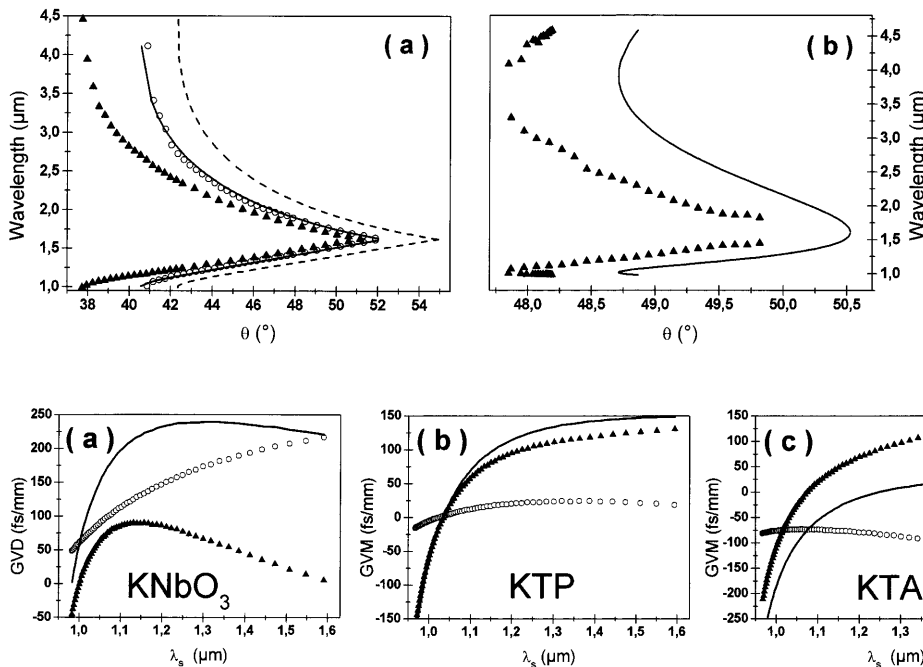 4,5
4,0
3,5
3,0
2,5
2,0
1,5
1,0
Wavelength (µm)
( a )
38 40 42 44 46 48 50 52 54
θ (°)
4,5
4,0
3,5
3,0
2,5
2,0
1,5
1,0
Wavelength (µm)
( b )
48,0 48,5 49,0 49,5 50,0 50,5
θ (°)
250
200
150
100
50
0
-50
GVD (fs/mm)
( a )
KNbO3
1,0 1,1 1,2 1,3 1,4 1,5 1,6
λs (µm)
150
100
50
0
-50
-100
-150
GVM (fs/mm)
( b )
KTP
1,0 1,1 1,2 1,3 1,4 1,5 1,6
λs (µm)
150
100
50
0
-50
-100
-150
-200
-250
GVM (fs/mm)
( c )
KTA
1,0 1,1 1,2 1,3
λs (µm)